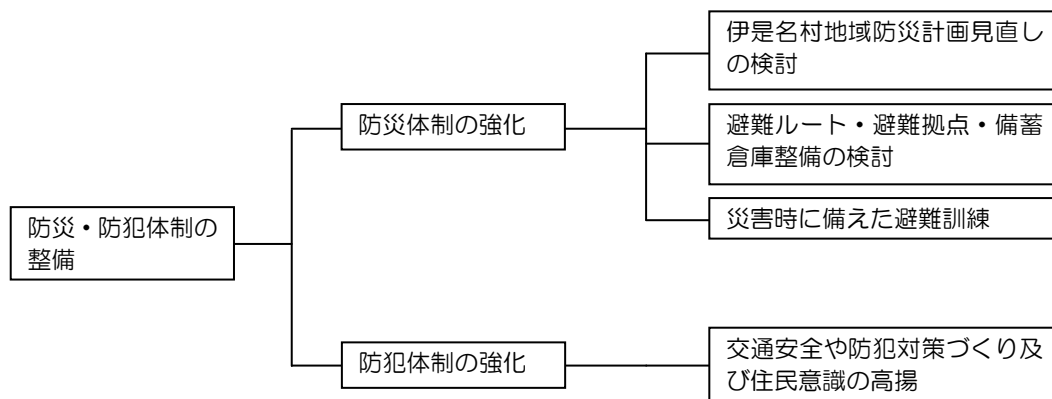 防災・防犯体制の
整備
防災体制の強化
伊是名村地域防災計画見直し
の検討
避難ルート・避難拠点・備蓄
倉庫整備の検討
災害時に備えた避難訓練
防犯体制の強化
交通安全や防犯対策づくり及
び住民意識の高揚